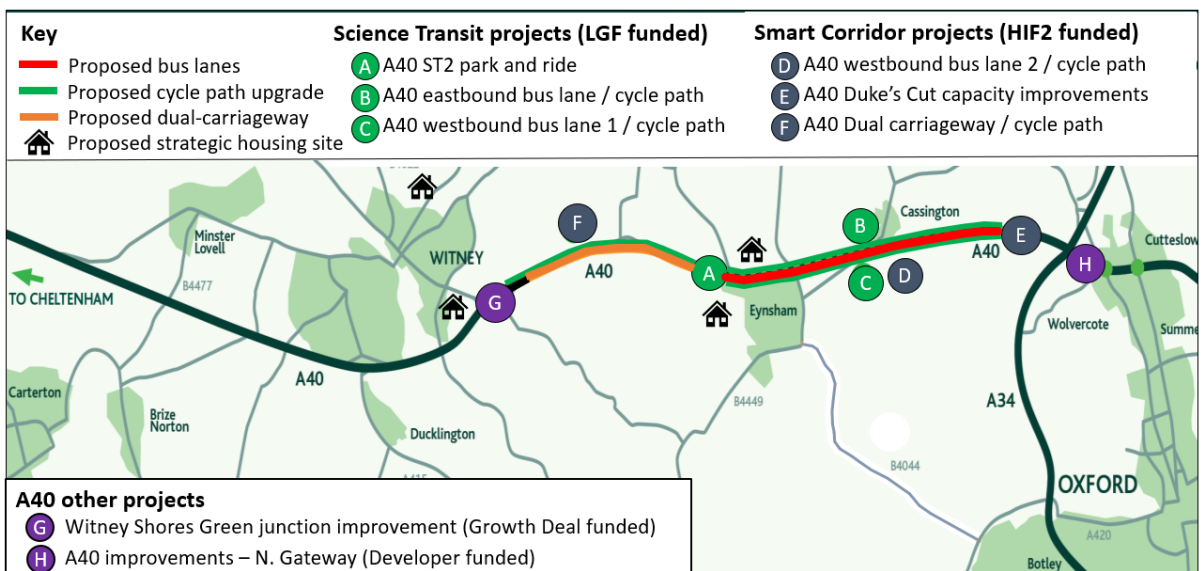 Key
Proposed bus lanes
Proposed cycle path upgrade
Proposed dual-carriageway
Proposed strategic housing site
Science Transit projects (LGF funded)
A A40 ST2 park and ride
B A40 eastbound bus lane / cycle path
C A40 westbound bus lane 1 / cycle path
Smart Corridor projects (HIF2 funded)
D A40 westbound bus lane 2 / cycle path
E A40 Duke's Cut capacity improvements
F A40 Dual carriageway / cycle path
Minster
Lovell
B4477
TO CHELTENHAM
WITNEY
F
A40
G
A
B
Cassington
A40
E
C
D
H
Cutteslow
Eynsham
Wolvercote
Summe
A40
Carterton
Brize
Norton
Ducklington
B4449
A34
B4044
OXFORD
A420
Botley
A40 other projects
G Witney Shores Green junction improvement (Growth Deal funded)
H A40 improvements – N. Gateway (Developer funded)